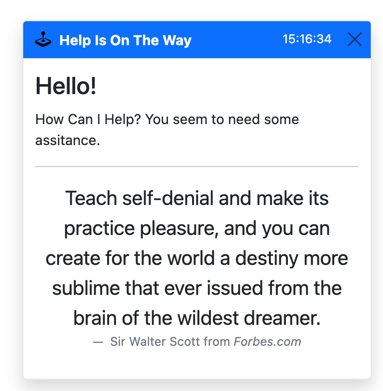 Help Is On The Way 15:16:34
Hello!
How Can I Help? You seem to need some
assitance.
Teach self-denial and make its
practice pleasure, and you can
create for the world a destiny more
sublime that ever issued from the
brain of the wildest dreamer.
— Sir Walter Scott from Forbes.com